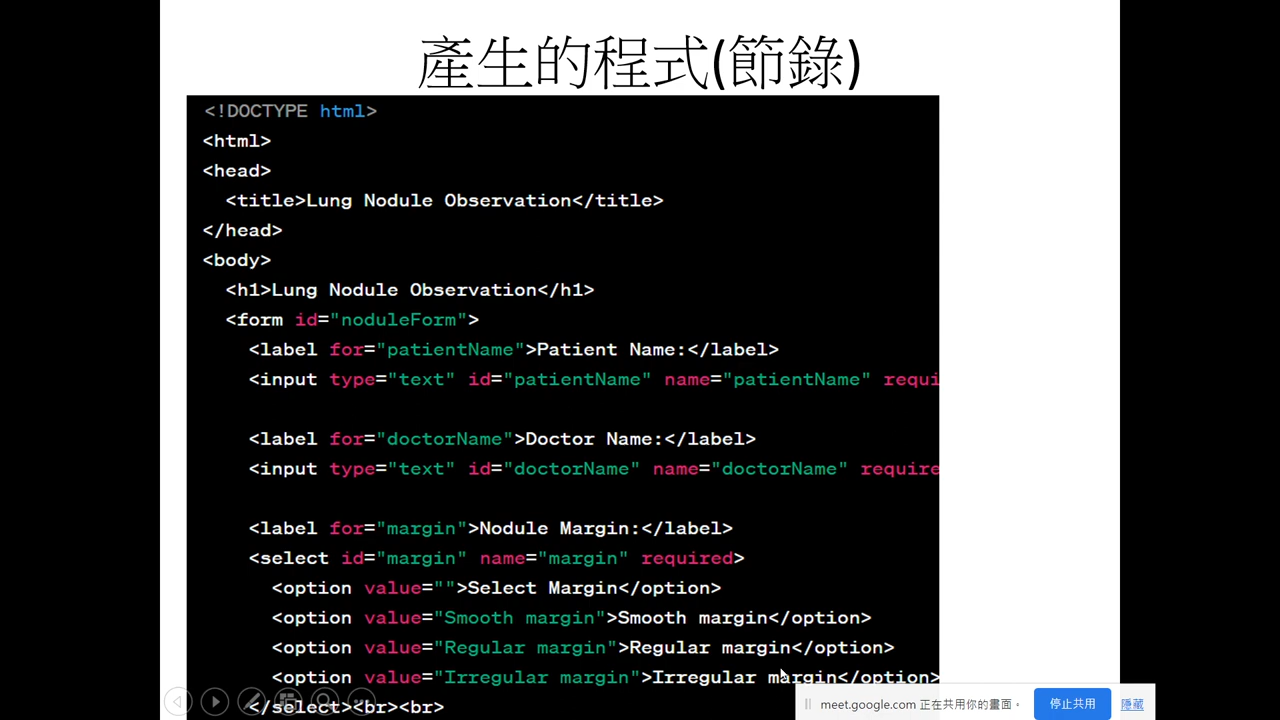 產生的程式(節錄)
<!DOCTYPE html>
<html>
<head>
<title>Lung Nodule Observation</title>
</head>
<body>
<h1>Lung Nodule Observation</h1>
<form id="noduleForm">
<label for="patientName">Patient Name:</label>
<input type="text" id="patientName" name="patientName" requi
<label for="doctorName">Doctor Name:</label>
<input type="text" id="doctorName" name="doctorName" require
<label for="margin">Nodule Margin:</label>
<select id="margin" name="margin" required>
<option value="">Select Margin</option>
<option value="Smooth margin">Smooth margin</option>
<option value="Regular margin">Regular margin</option>
<option value="Irregular margin">Irregular margin</option>
</select><br><br>
meet.google.com 正在共用你的畫面。 停止共用 隱藏